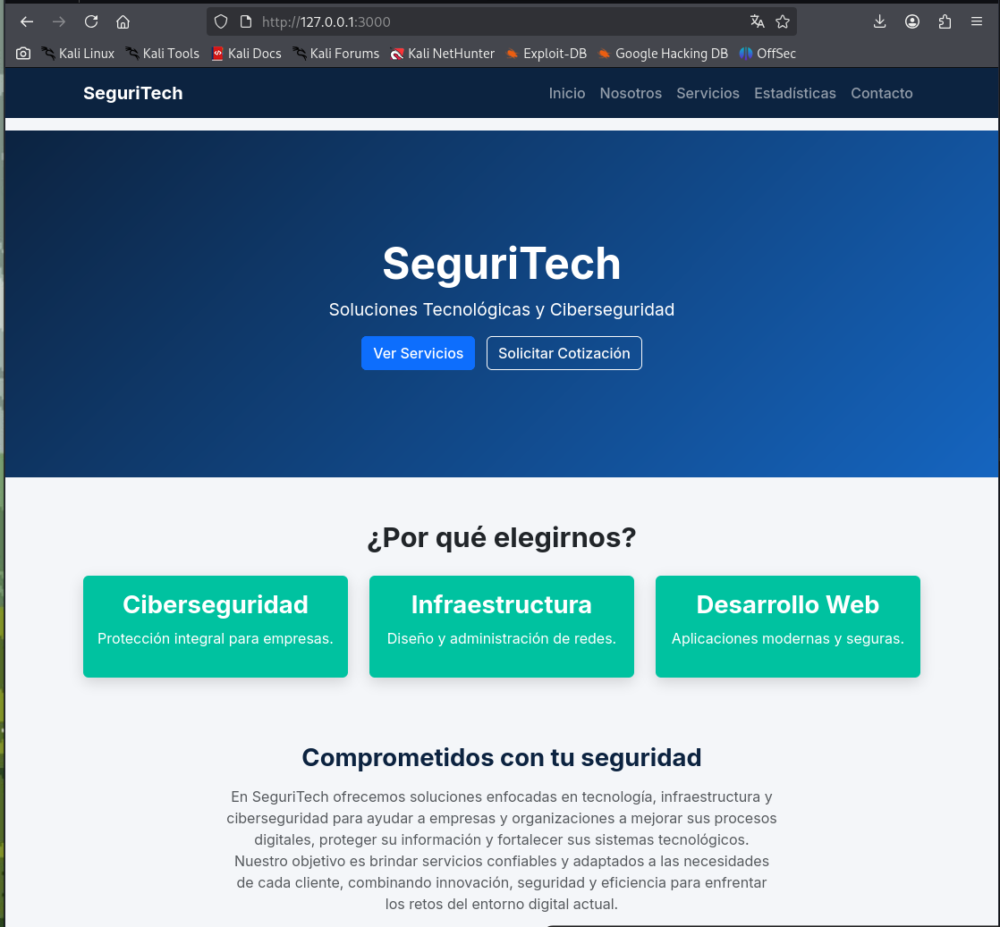 http://127.0.0.1:3000
Kali Linux Kali Tools Kali Docs Kali Forums Kali NetHunter Exploit-DB Google Hacking DB OffSec
SeguriTech Inicio Nosotros Servicios Estadísticas Contacto
SeguriTech
Soluciones Tecnológicas y Ciberseguridad
Ver Servicios Solicitar Cotización
¿Por qué elegirnos?
Ciberseguridad
Protección integral para empresas.
Infraestructura
Diseño y administración de redes.
Desarrollo Web
Aplicaciones modernas y seguras.
Comprometidos con tu seguridad
En SeguriTech ofrecemos soluciones enfocadas en tecnología, infraestructura y
ciberseguridad para ayudar a empresas y organizaciones a mejorar sus procesos
digitales, proteger su información y fortalecer sus sistemas tecnológicos.
Nuestro objetivo es brindar servicios confiables y adaptados a las necesidades
de cada cliente, combinando innovación, seguridad y eficiencia para enfrentar
los retos del entorno digital actual.